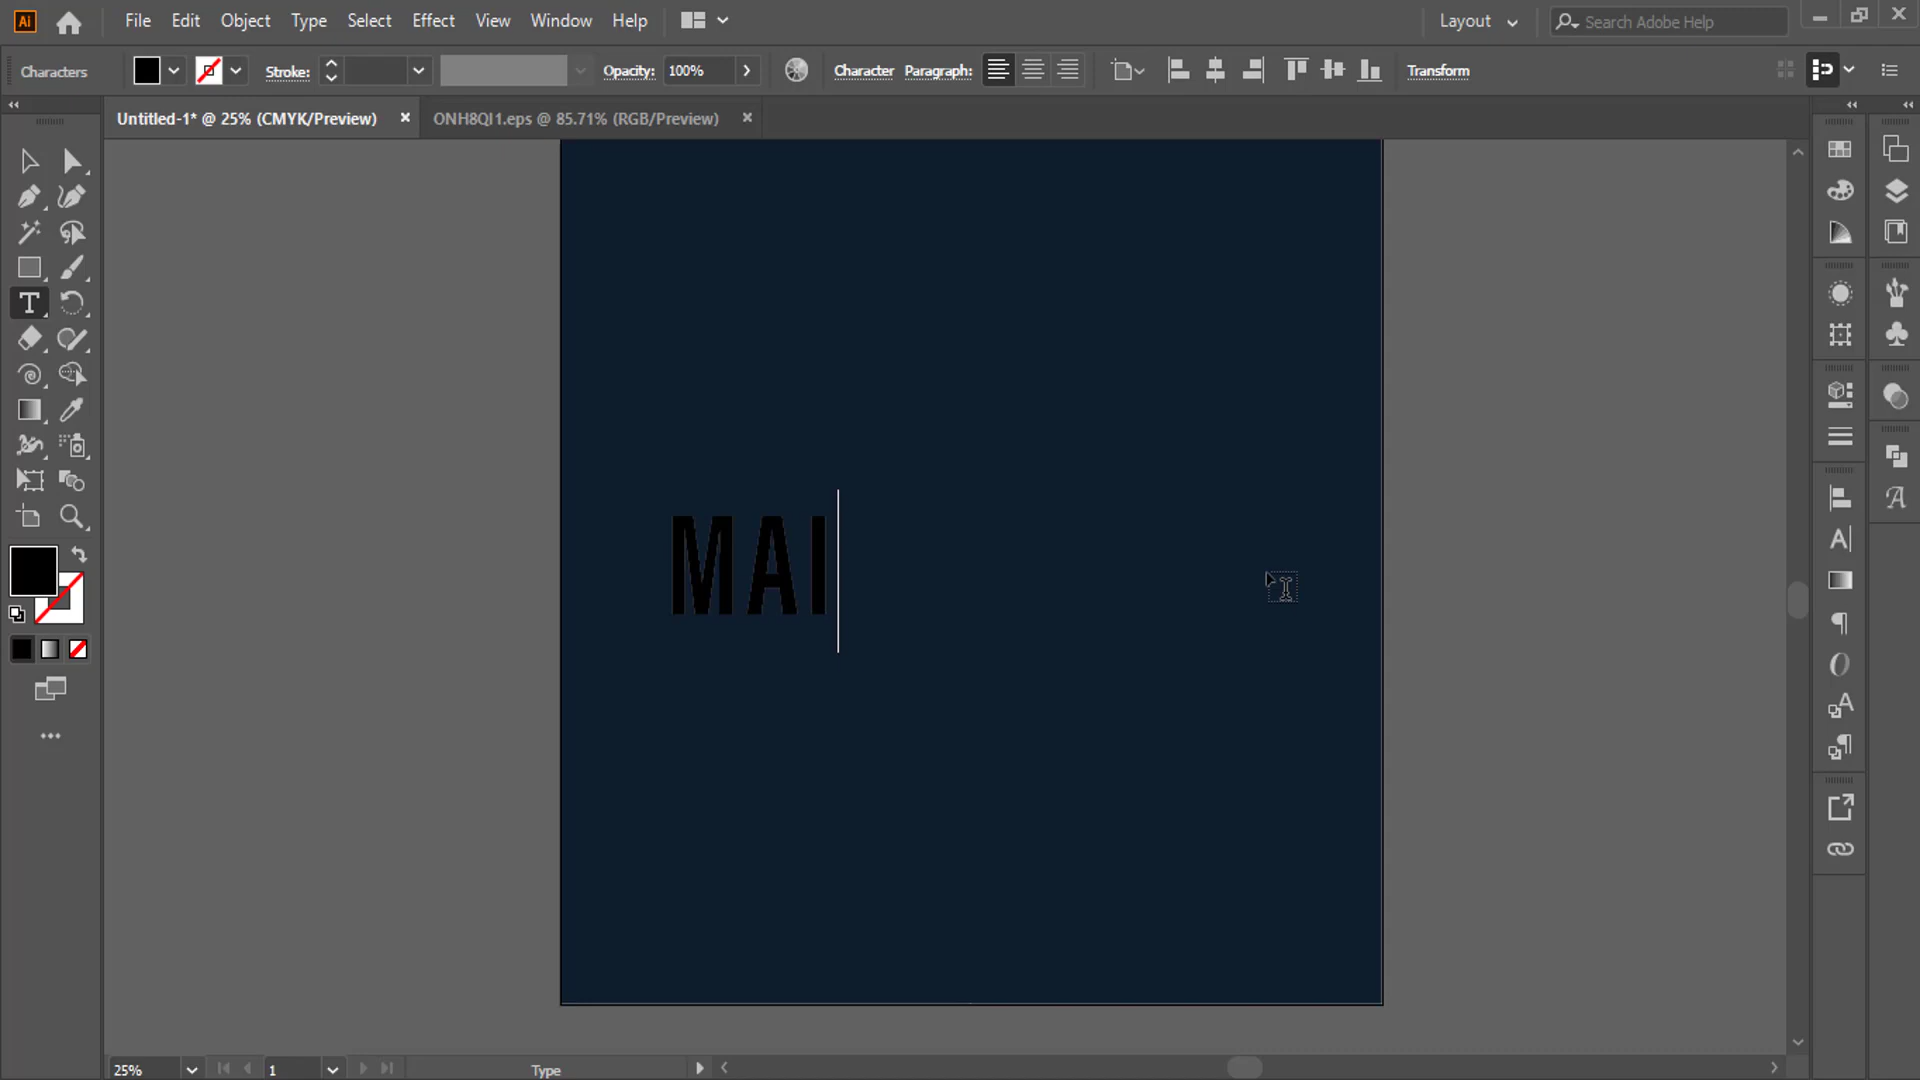 Ai File Edit Object Type Select Effect View Window Help Layout Search Adobe Help
Characters Stroke: Opacity: 100% Character Paragraph: Transform
Untitled-1* @ 25% (CMYK/Preview) × ONH8QI1.eps @ 85.71% (RGB/Preview) ×
MAI
25% 1 Type